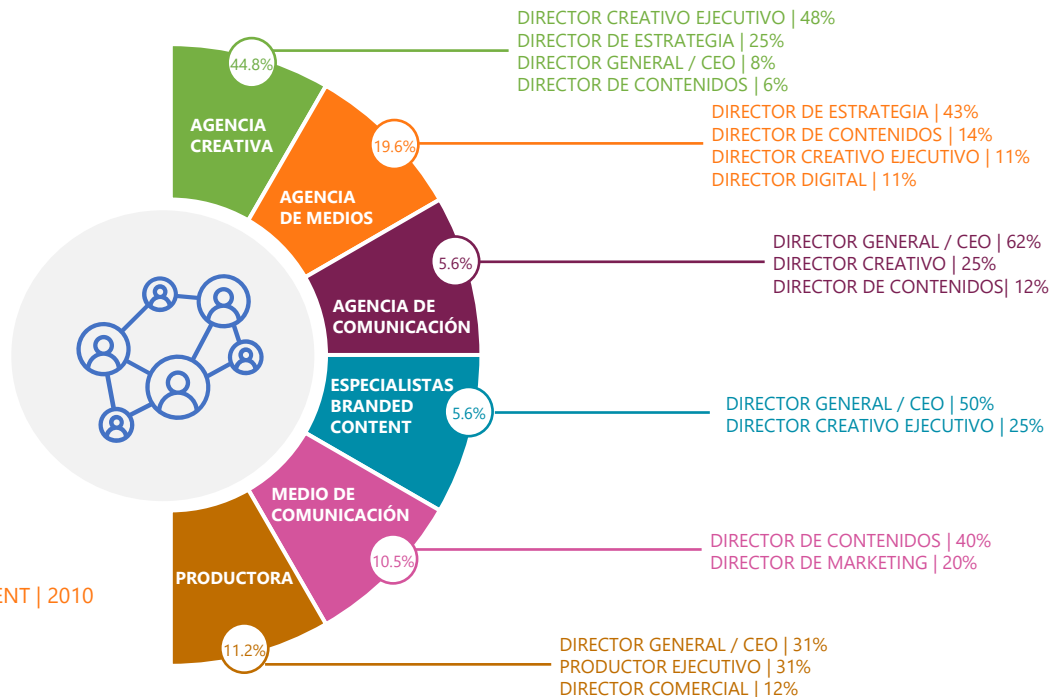 DIRECTOR CREATIVO EJECUTIVO | 48%
DIRECTOR DE ESTRATEGIA | 25%
DIRECTOR GENERAL / CEO | 8%
DIRECTOR DE CONTENIDOS | 6%
44.8%
AGENCIA
CREATIVA
DIRECTOR DE ESTRATEGIA | 43%
DIRECTOR DE CONTENIDOS | 14%
DIRECTOR CREATIVO EJECUTIVO | 11%
DIRECTOR DIGITAL | 11%
19.6%
AGENCIA
DE MEDIOS
DIRECTOR GENERAL / CEO | 62%
DIRECTOR CREATIVO | 25%
DIRECTOR DE CONTENIDOS| 12%
5.6%
AGENCIA DE
COMUNICACIÓN
ESPECIALISTAS
BRANDED
CONTENT
5.6%
DIRECTOR GENERAL / CEO | 50%
DIRECTOR CREATIVO EJECUTIVO | 25%
MEDIO DE
COMUNICACIÓN
10.5%
DIRECTOR DE CONTENIDOS | 40%
DIRECTOR DE MARKETING | 20%
PRODUCTORA
ENT | 2010
11.2%
DIRECTOR GENERAL / CEO | 31%
PRODUCTOR EJECUTIVO | 31%
DIRECTOR COMERCIAL | 12%